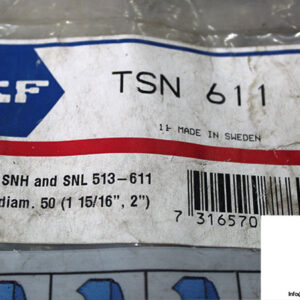 KF
TSN 611
11 MADE IN SWEDEN
SNH and SNL 513-611
diam. 50 (1 15/16", 2")
7 316570